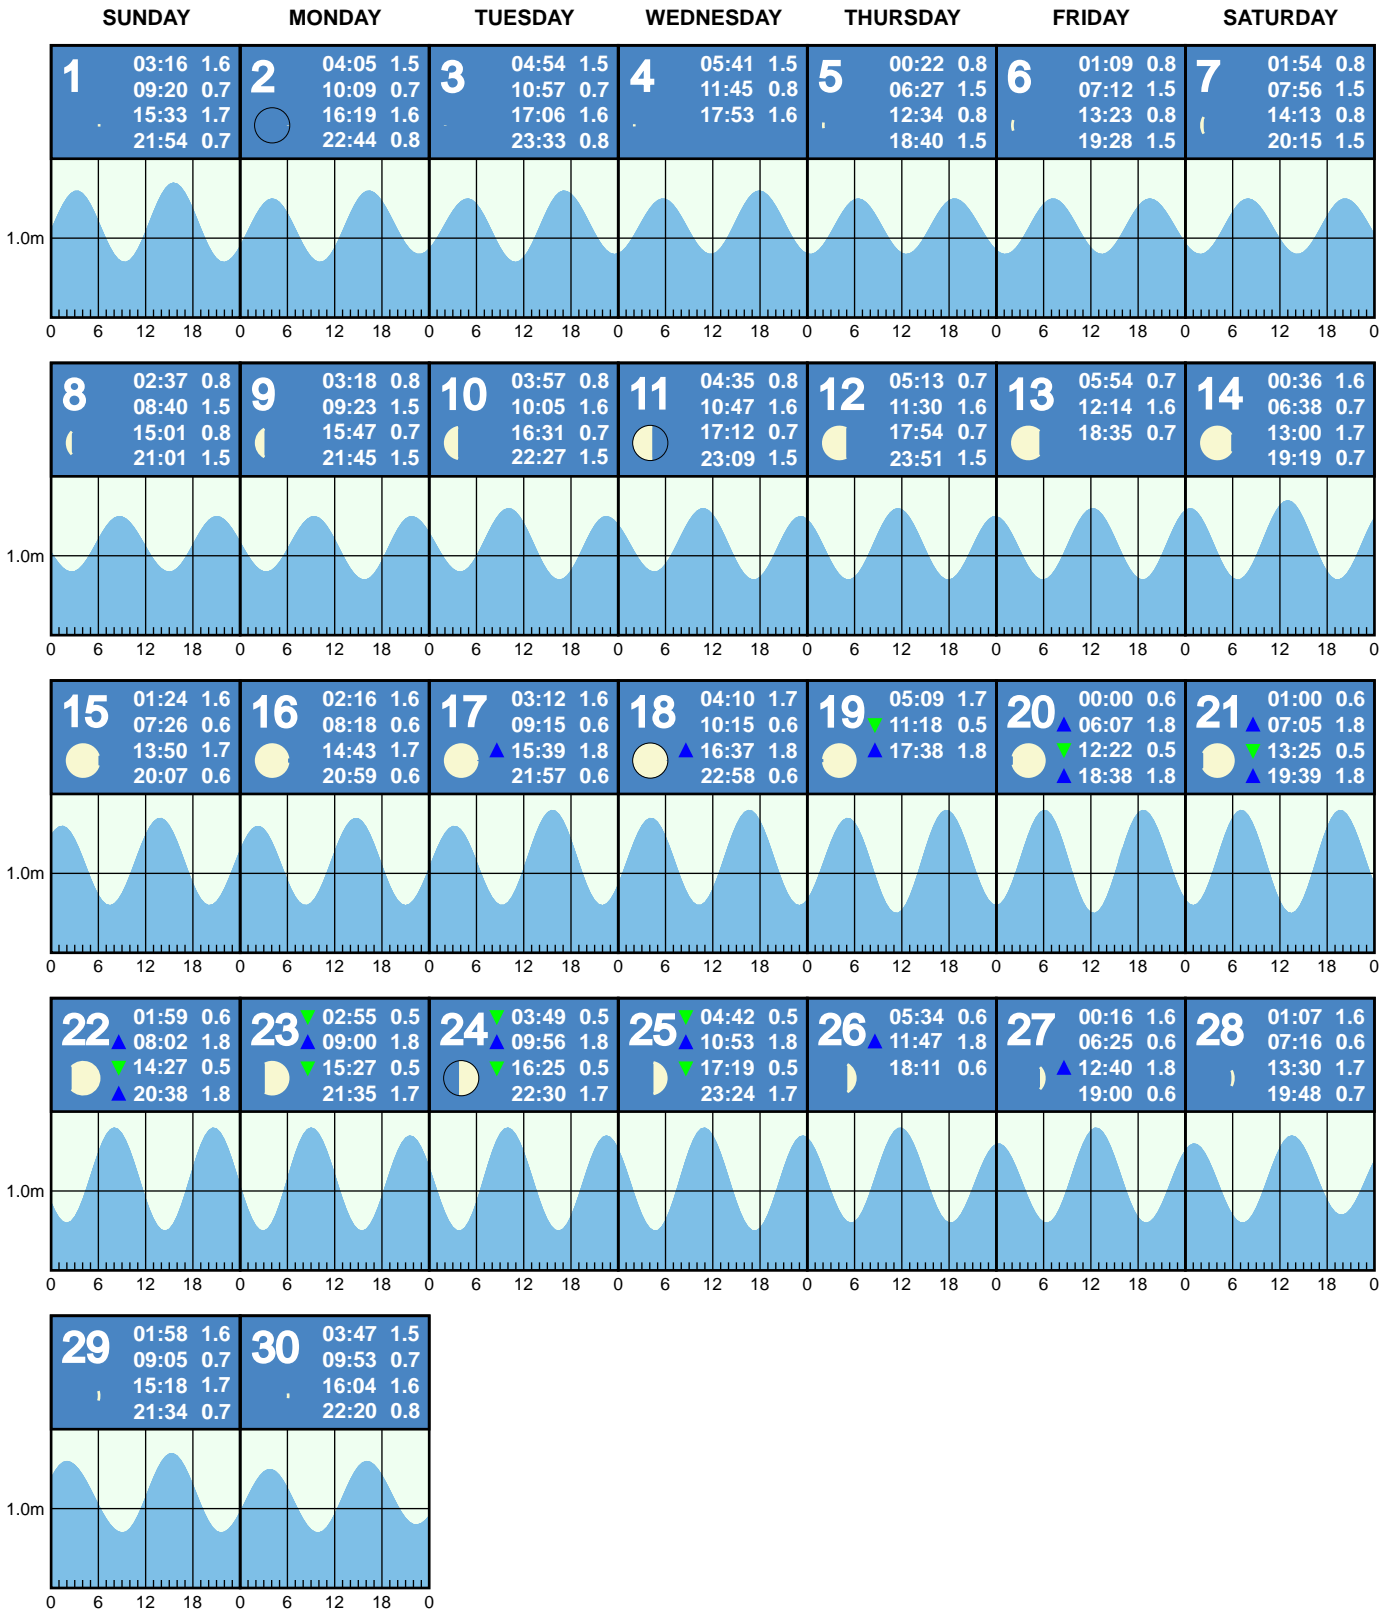 SUNDAY MONDAY TUESDAY WEDNESDAY THURSDAY FRIDAY SATURDAY
1 03:16 1.6
09:20 0.7
15:33 1.7
21:54 0.7
2 04:05 1.5
10:09 0.7
16:19 1.6
22:44 0.8
3 04:54 1.5
10:57 0.7
17:06 1.6
23:33 0.8
4 05:41 1.5
11:45 0.8
17:53 1.6
5 00:22 0.8
06:27 1.5
12:34 0.8
18:40 1.5
6 01:09 0.8
07:12 1.5
13:23 0.8
19:28 1.5
7 01:54 0.8
07:56 1.5
14:13 0.8
20:15 1.5
1.0m
0 6 12 18 0 6 12 18 0 6 12 18 0 6 12 18 0 6 12 18 0 6 12 18 0 6 12 18 0
8 02:37 0.8
08:40 1.5
15:01 0.8
21:01 1.5
9 03:18 0.8
09:23 1.5
15:47 0.7
21:45 1.5
10 03:57 0.8
10:05 1.6
16:31 0.7
22:27 1.5
11 04:35 0.8
10:47 1.6
17:12 0.7
23:09 1.5
12 05:13 0.7
11:30 1.6
17:54 0.7
23:51 1.5
13 05:54 0.7
12:14 1.6
18:35 0.7
14 00:36 1.6
06:38 0.7
13:00 1.7
19:19 0.7
1.0m
0 6 12 18 0 6 12 18 0 6 12 18 0 6 12 18 0 6 12 18 0 6 12 18 0 6 12 18 0
15 01:24 1.6
07:26 0.6
13:50 1.7
20:07 0.6
16 02:16 1.6
08:18 0.6
14:43 1.7
20:59 0.6
17 03:12 1.6
09:15 0.6
15:39 1.8
21:57 0.6
18 04:10 1.7
10:15 0.6
16:37 1.8
22:58 0.6
19 05:09 1.7
11:18 0.5
17:38 1.8
20 00:00 0.6
06:07 1.8
12:22 0.5
18:38 1.8
21 01:00 0.6
07:05 1.8
13:25 0.5
19:39 1.8
1.0m
0 6 12 18 0 6 12 18 0 6 12 18 0 6 12 18 0 6 12 18 0 6 12 18 0 6 12 18 0
22 01:59 0.6
08:02 1.8
14:27 0.5
20:38 1.8
23 02:55 0.5
09:00 1.8
15:27 0.5
21:35 1.7
24 03:49 0.5
09:56 1.8
16:25 0.5
22:30 1.7
25 04:42 0.5
10:53 1.8
17:19 0.5
23:24 1.7
26 05:34 0.6
11:47 1.8
18:11 0.6
27 00:16 1.6
06:25 0.6
12:40 1.8
19:00 0.6
28 01:07 1.6
07:16 0.6
13:30 1.7
19:48 0.7
1.0m
0 6 12 18 0 6 12 18 0 6 12 18 0 6 12 18 0 6 12 18 0 6 12 18 0 6 12 18 0
29 01:58 1.6
09:05 0.7
15:18 1.7
21:34 0.7
30 03:47 1.5
09:53 0.7
16:04 1.6
22:20 0.8
1.0m
0 6 12 18 0 6 12 18 0